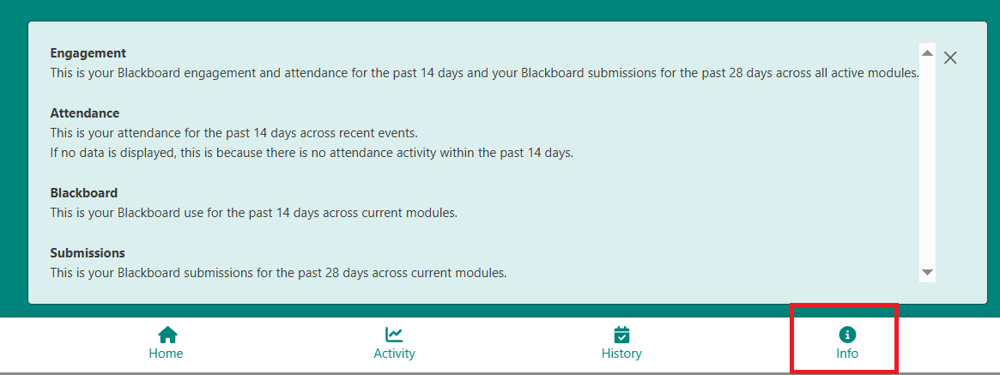 Engagement
This is your Blackboard engagement and attendance for the past 14 days and your Blackboard submissions for the past 28 days across all active modules.
Attendance
This is your attendance for the past 14 days across recent events.
If no data is displayed, this is because there is no attendance activity within the past 14 days.
Blackboard
This is your Blackboard use for the past 14 days across current modules.
Submissions
This is your Blackboard submissions for the past 28 days across current modules.
Home
Activity
History
Info